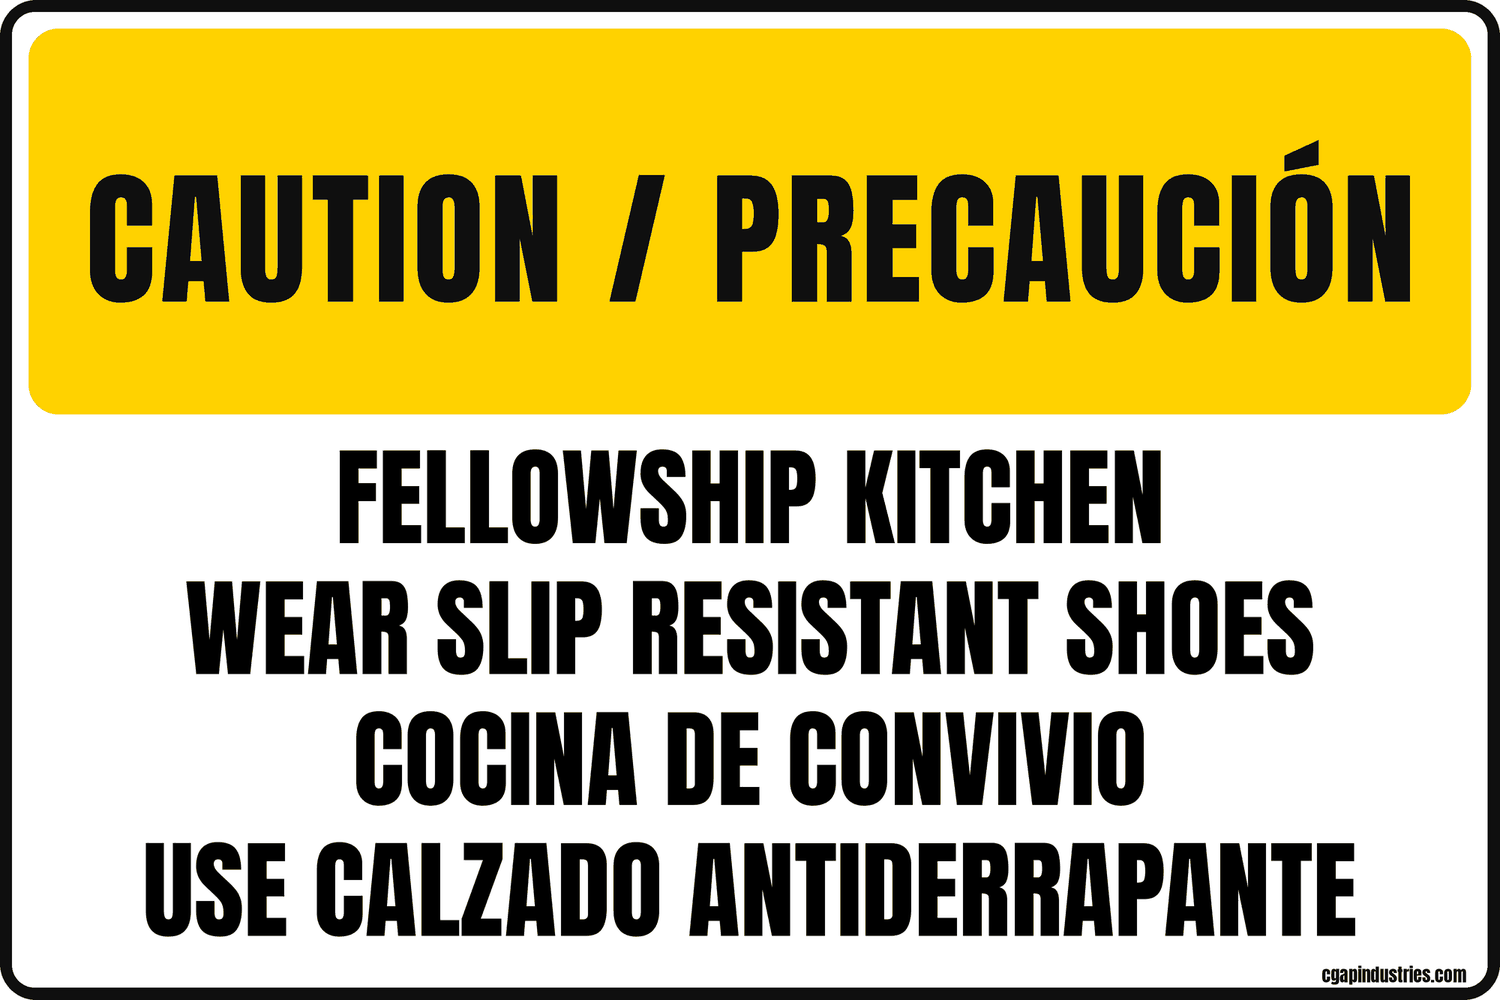 CAUTION / PRECAUCIÓN
FELLOWSHIP KITCHEN
WEAR SLIP RESISTANT SHOES
COCINA DE CONVIVIO
USE CALZADO ANTIDERRAPANTE
cgapindustries.com